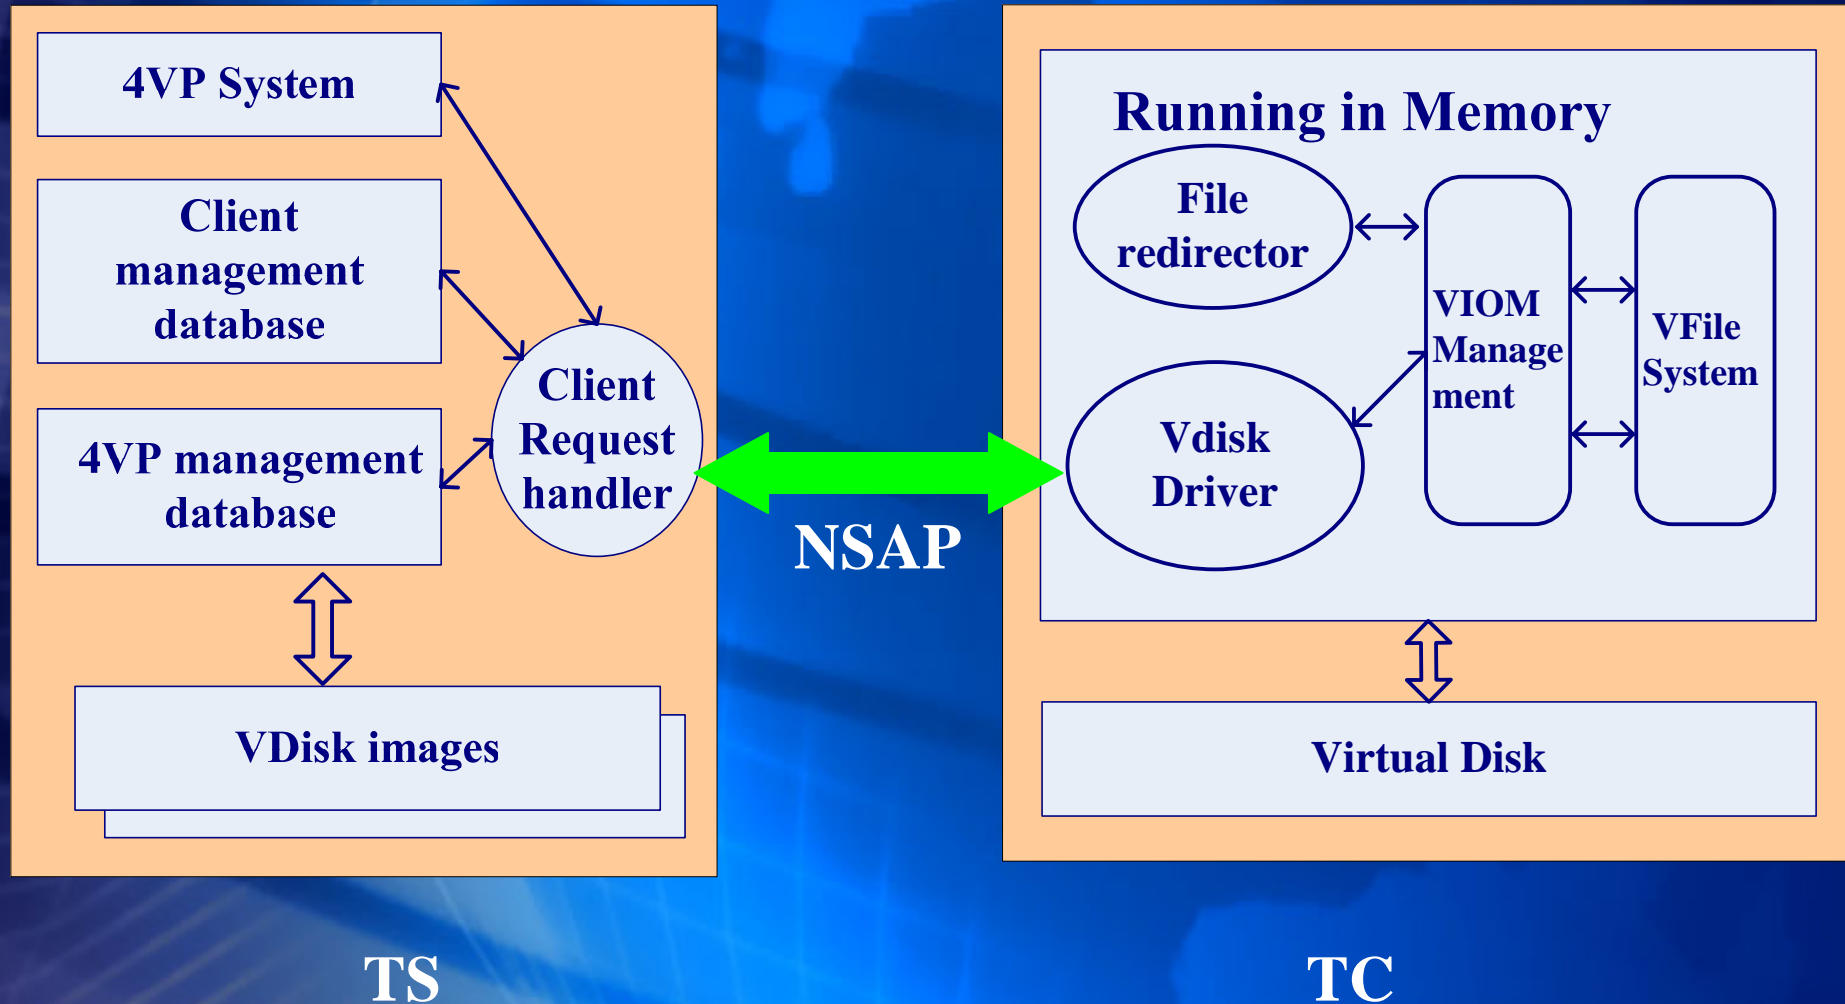 4VP System
Client
management
database
4VP management
database
Client
Request
handler
VDisk images
TS
NSAP
Running in Memory
File
redirector
Vdisk
Driver
VIOM
Manage
ment
VFile
System
Virtual Disk
TC